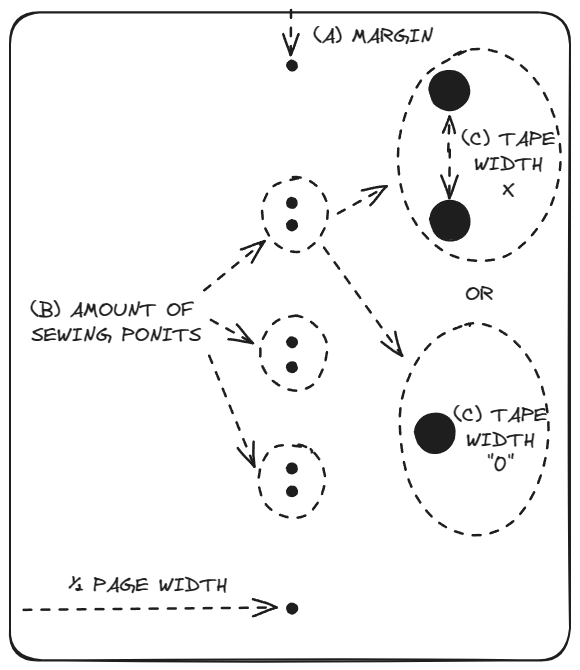 (A) MARGIN
(C) TAPE
WIDTH
X
(B) AMOUNT OF
SEWING PONITS
OR
(C) TAPE
WIDTH
"0"
½ PAGE WIDTH